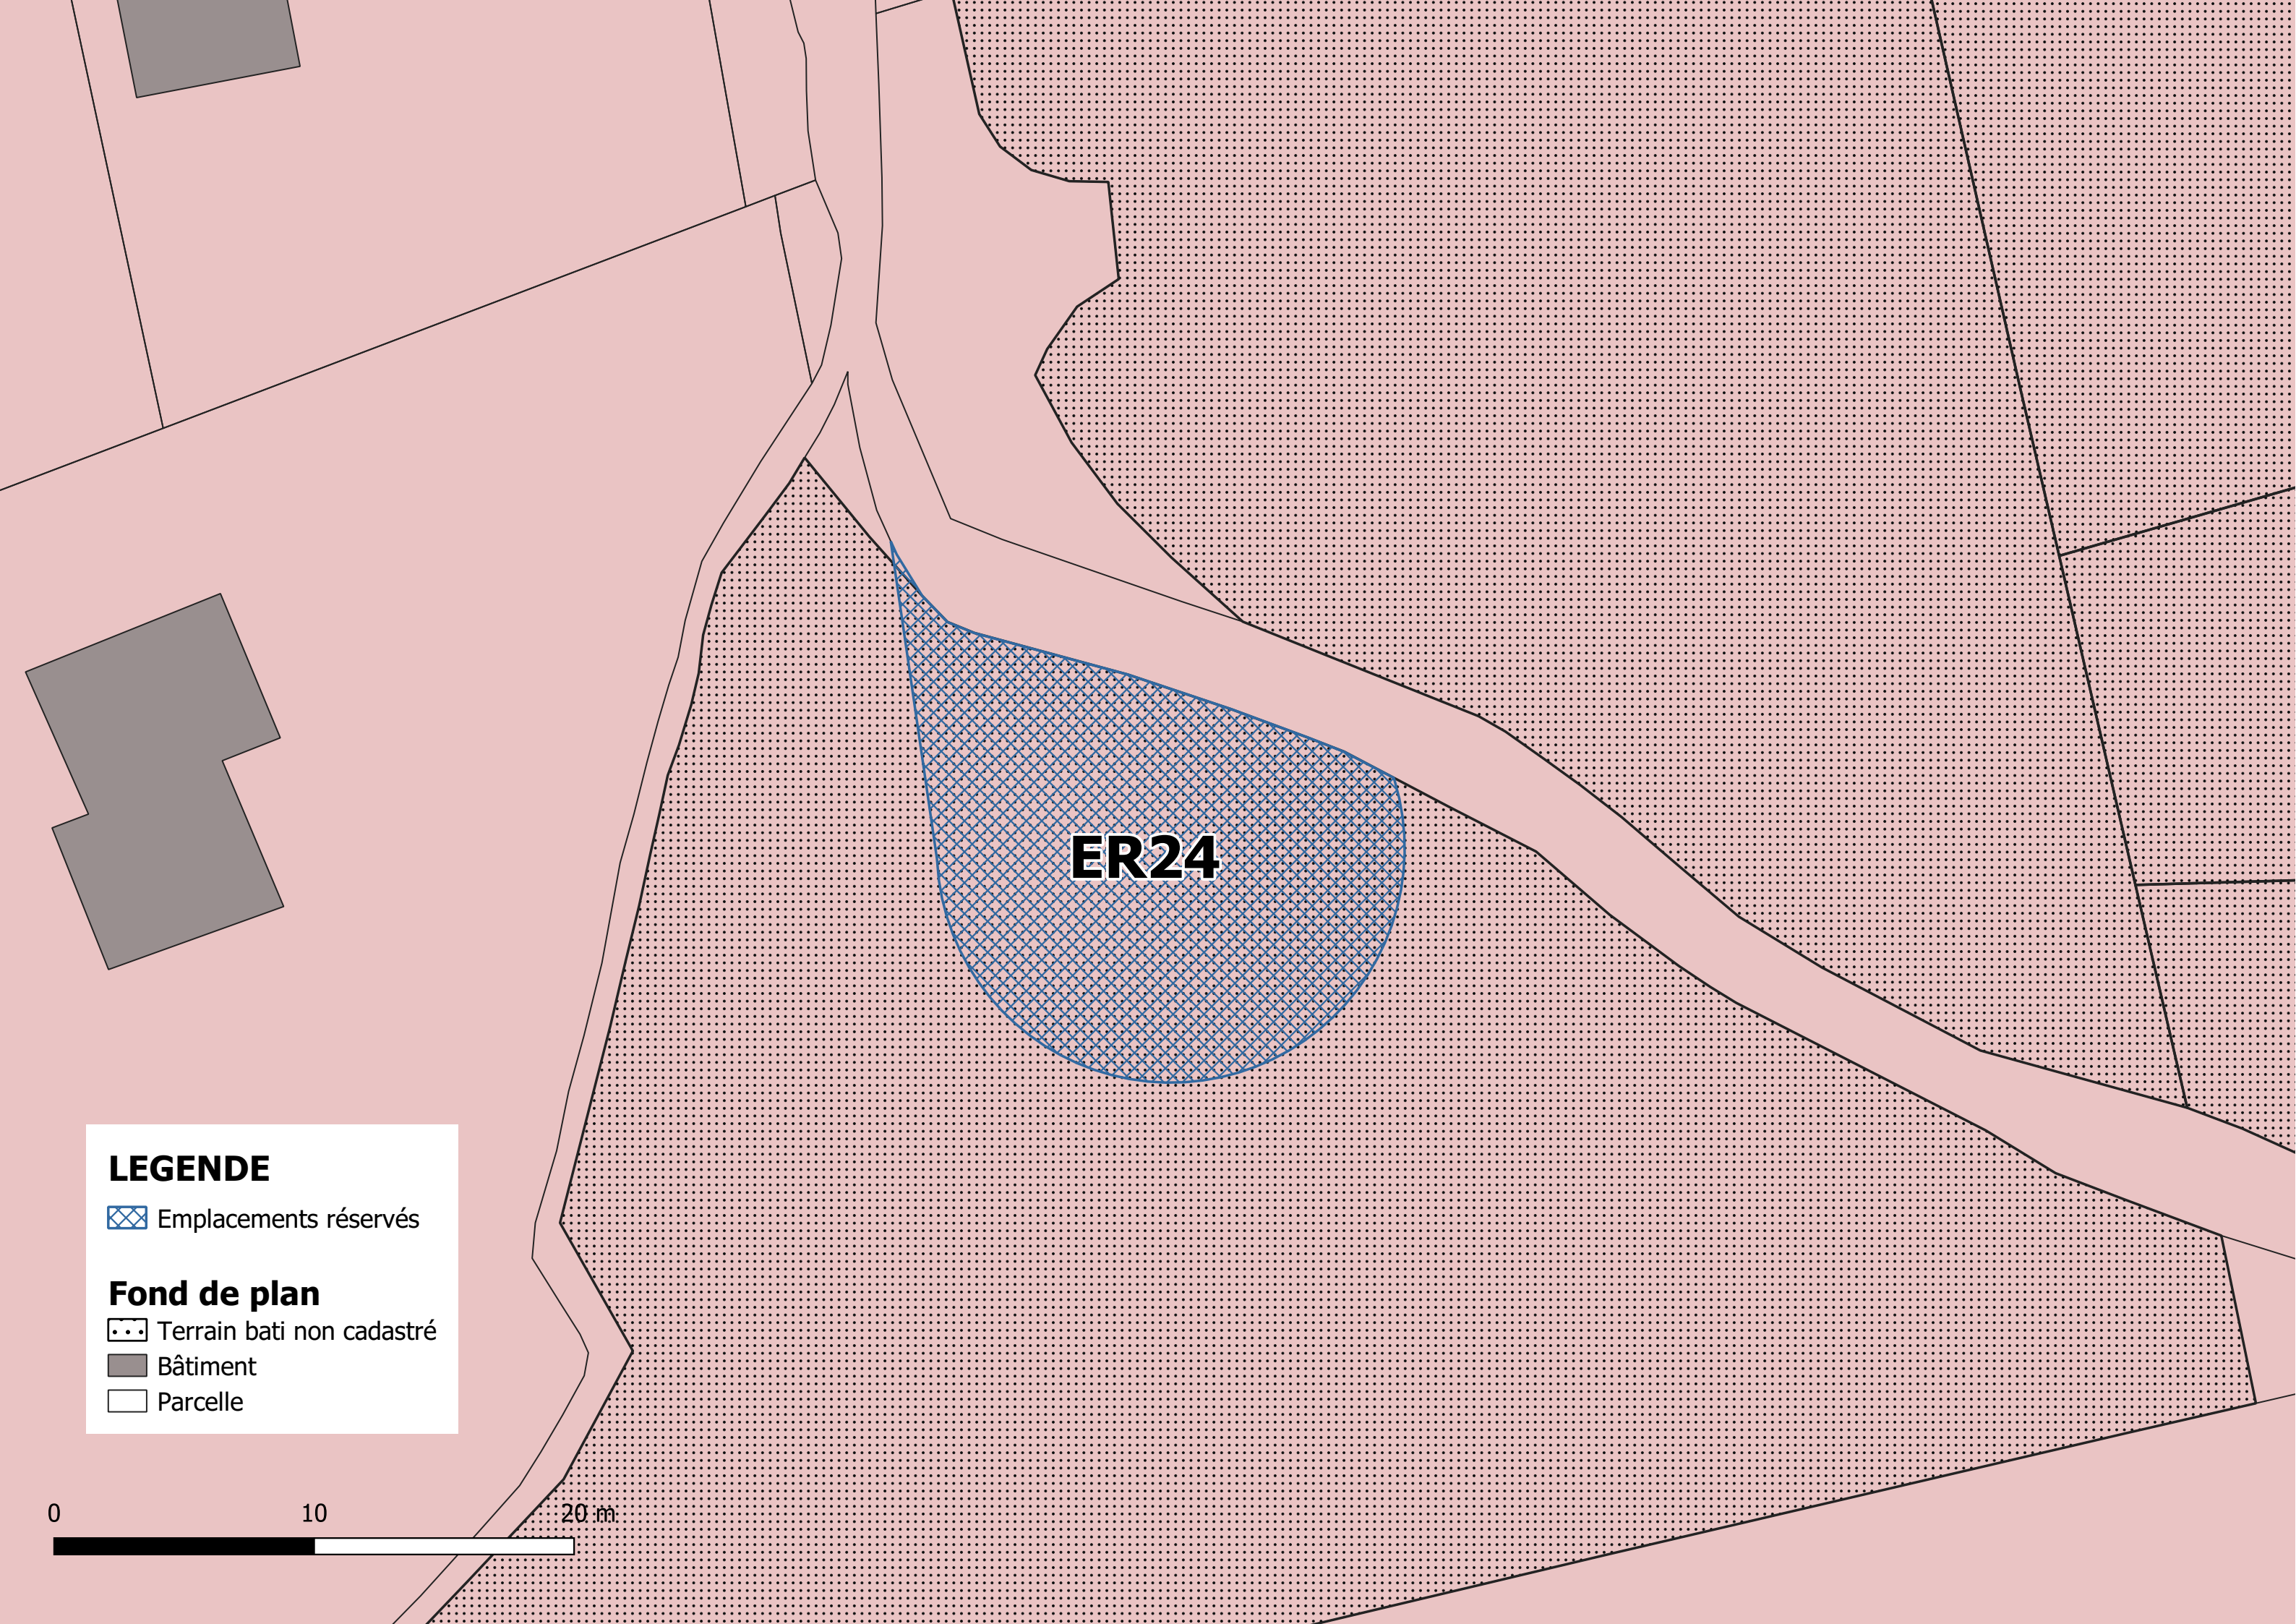 ER24
LEGENDE
Emplacements réservés
Fond de plan
Terrain bati non cadastré
Bâtiment
Parcelle
0 10 20 m